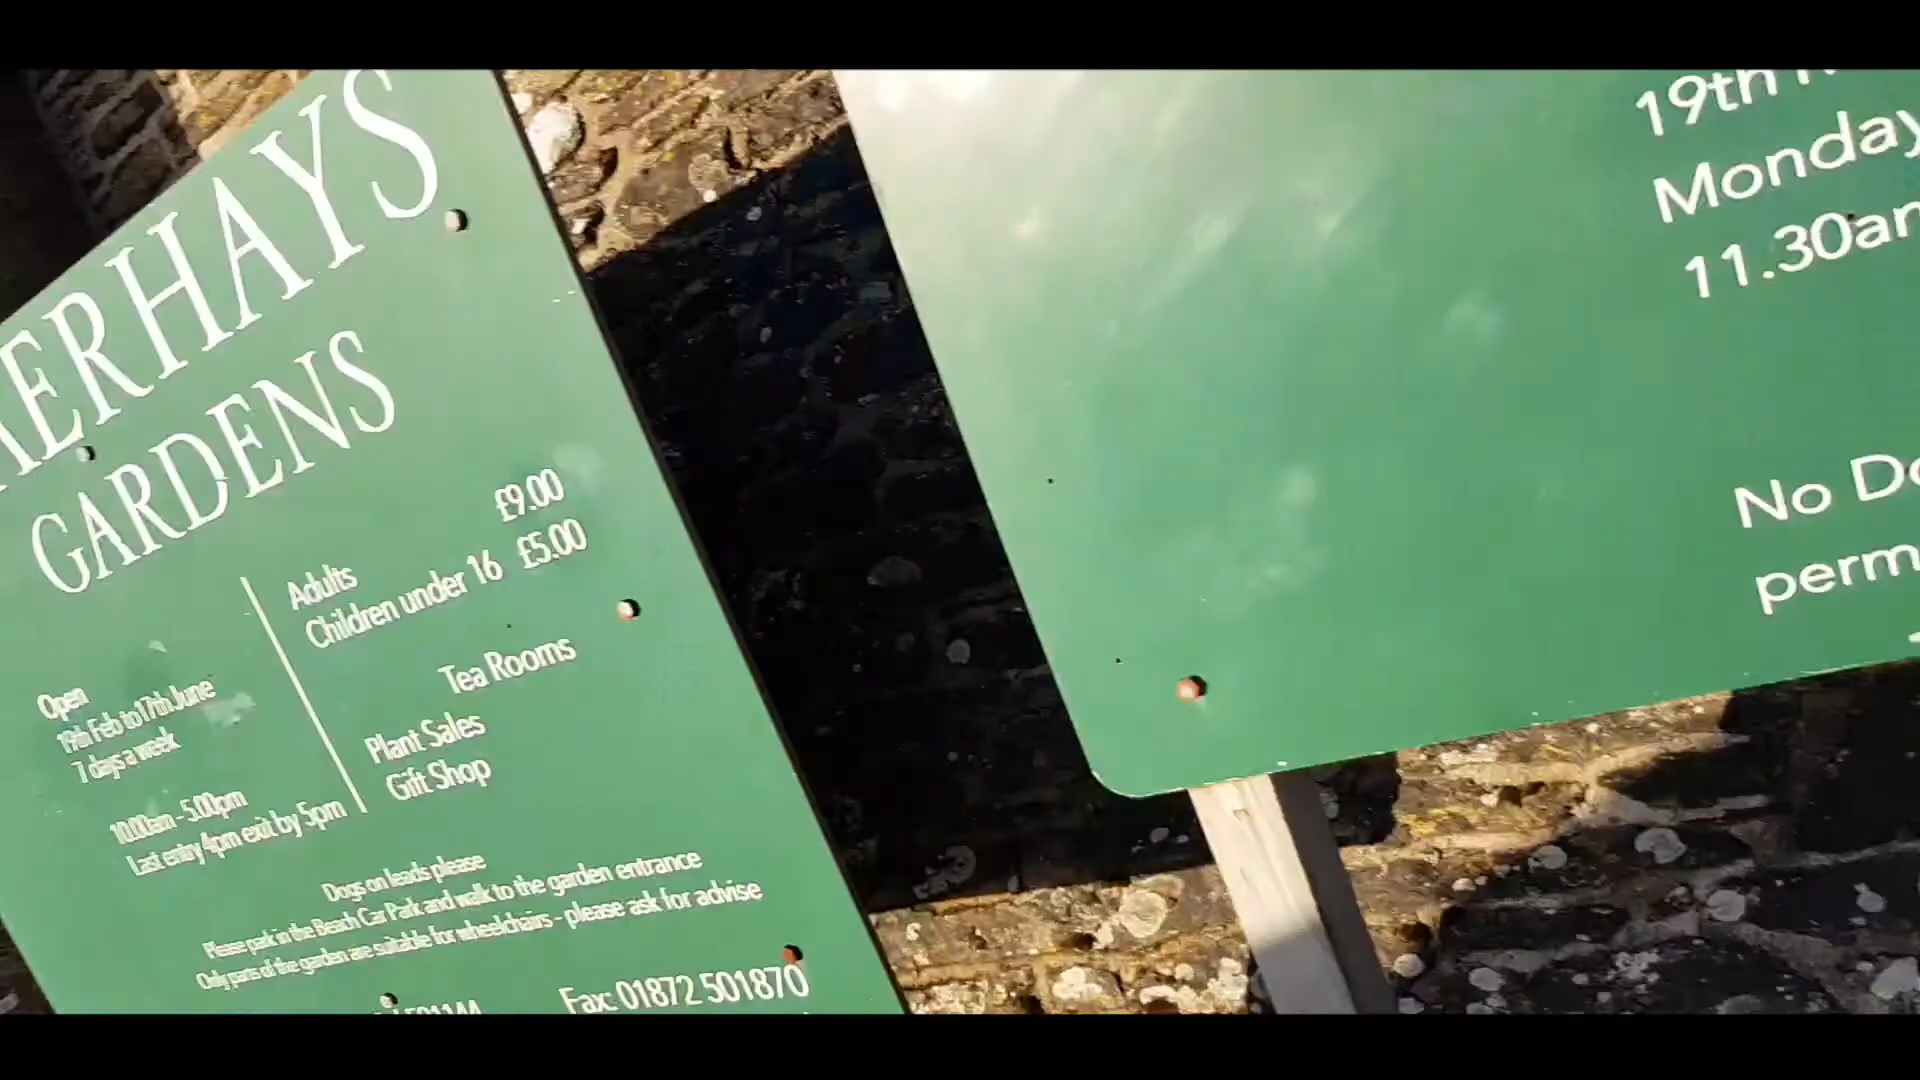 AERHAYS
GARDENS
Adults £9.00
Children under 16 £5.00
Tea Rooms
Plant Sales
Gift Shop
Open
19th Feb to 17th June
7 days a week
10.00am - 5.00pm
Last entry 4pm exit by 5pm
Dogs on leads please
Please park in the Beach Car Park and walk to the garden entrance
Only parts of the garden are suitable for wheelchairs - please ask for advise
Fax: 01872 501870
19th
Monday
11.30am
No
perm